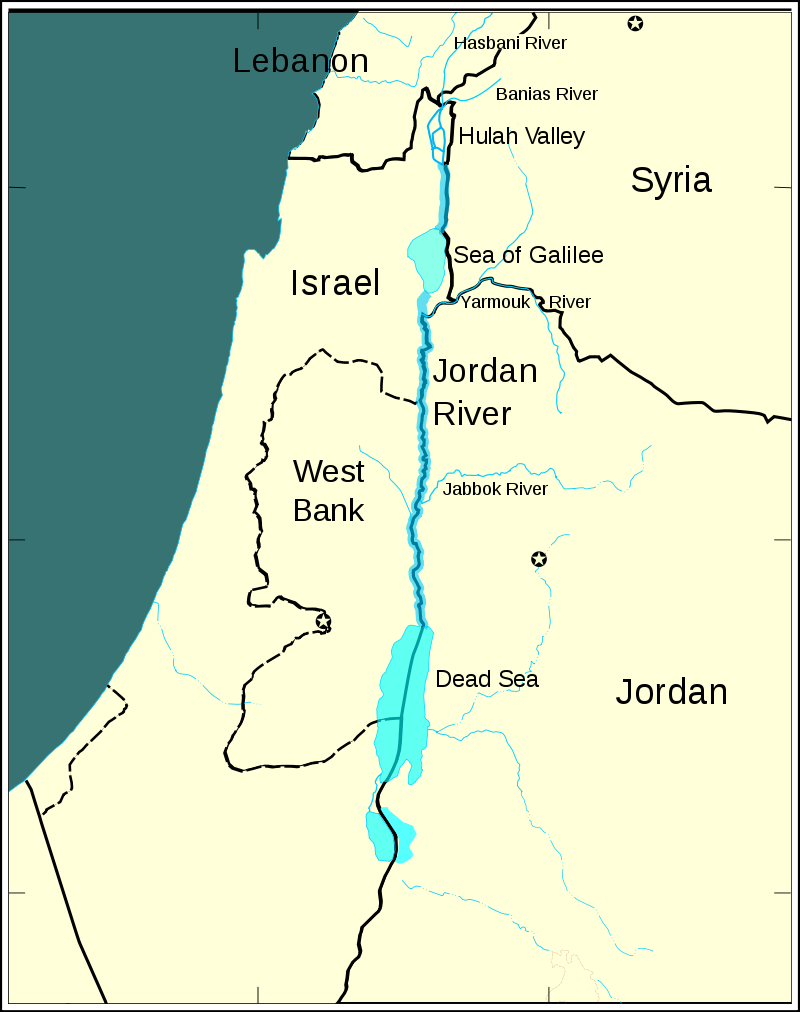 Hasbani River
Lebanon
Banias River
Hulah Valley
Syria
Sea of Galilee
Israel
Yarmouk River
Jordan
River
West
Bank
Jabbok River
Dead Sea
Jordan